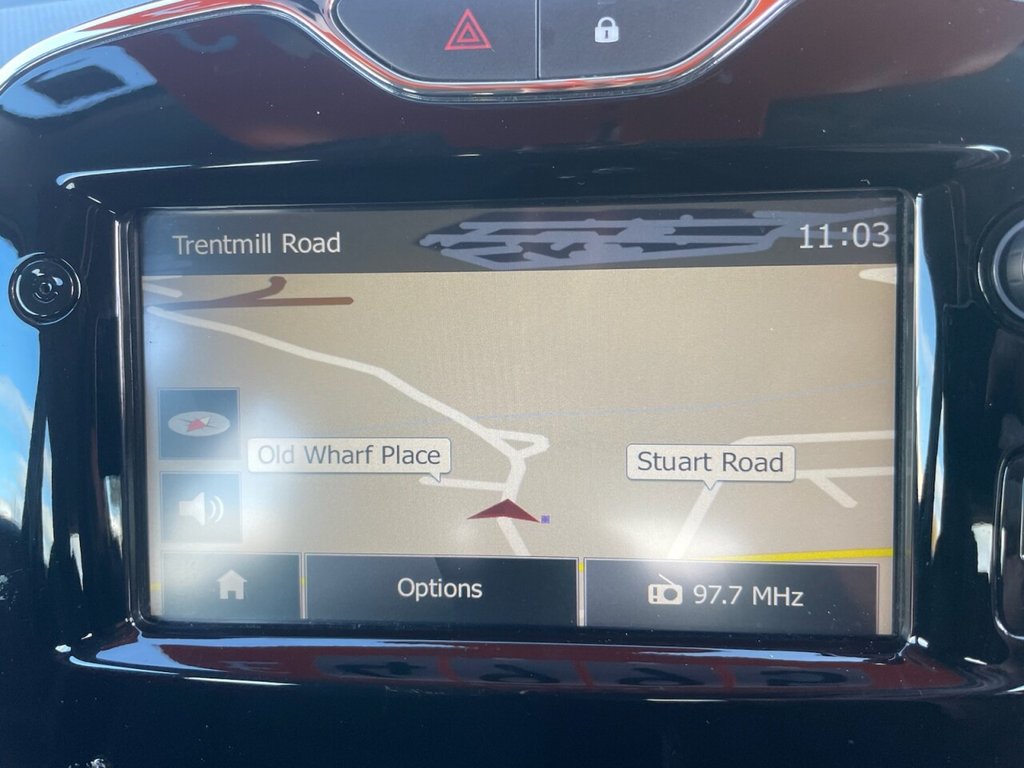 Trentmill Road
11:03
Old Wharf Place
Stuart Road
Options
97.7 MHz